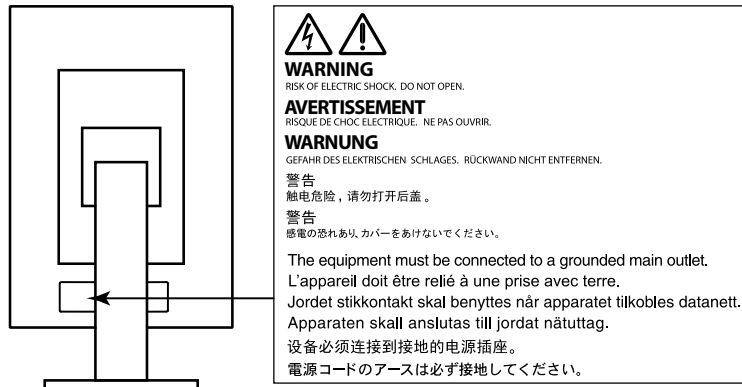 WARNING
RISK OF ELECTRIC SHOCK. DO NOT OPEN.
AVERTISSEMENT
RISQUE DE CHOC ELECTRIQUE. NE PAS OUVRIR.
WARNUNG
GEFAHR DES ELEKTRISCHEN SCHLAGES. RÜCKWAND NICHT ENTFERNEN.
警告
触电危险，请勿打开后盖。
警告
感電の恐れあり、カバーをあけないでください。
The equipment must be connected to a grounded main outlet.
L'appareil doit être relié à une prise avec terre.
Jordet stikkontakt skal benyttes når apparatet tilkobles datanett.
Apparaten skall anslutas till jordat nätuttag.
设备必须连接到接地的电源插座。
電源コードのアースは必ず接地してください。